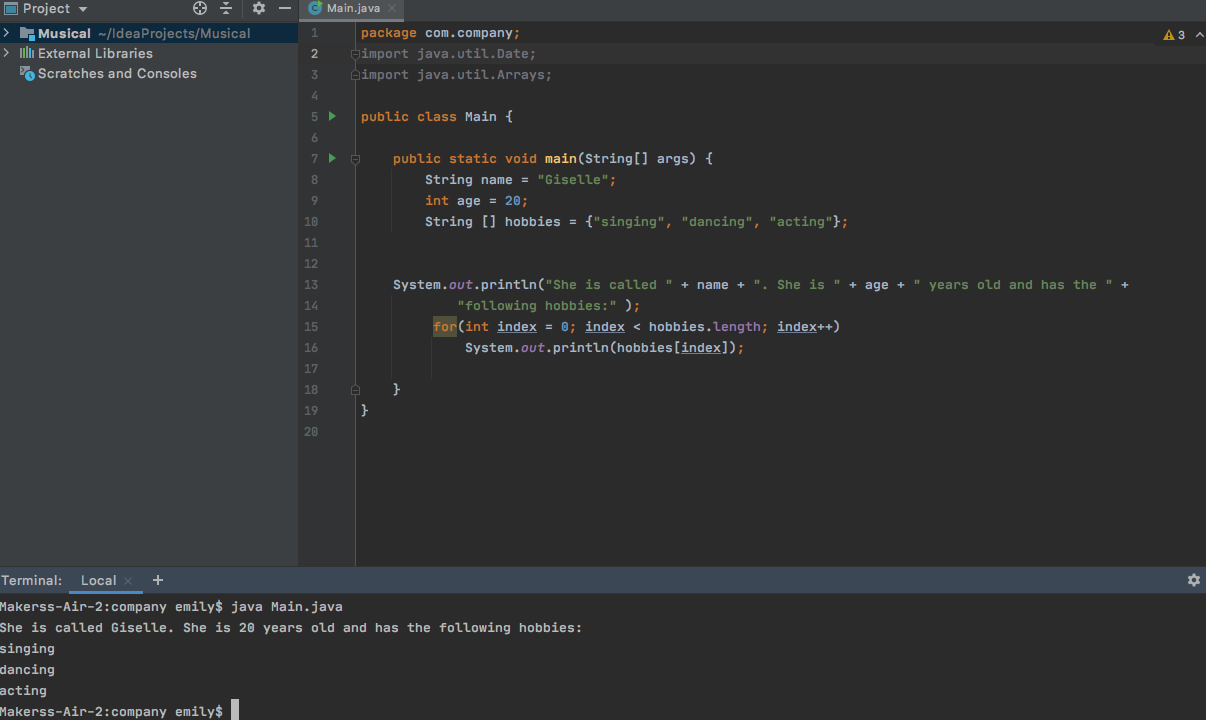 Project
Main.java
Musical ~/IdeaProjects/Musical
External Libraries
Scratches and Consoles
3
1 package com.company;
2 import java.util.Date;
3 import java.util.Arrays;
4
5 public class Main {
6
7 public static void main(String[] args) {
8 String name = "Giselle";
9 int age = 20;
10 String [] hobbies = {"singing", "dancing", "acting"};
11
12
13 System.out.println("She is called " + name + ". She is " + age + " years old and has the " +
14 "following hobbies:" );
15 for(int index = 0; index < hobbies.length; index++)
16 System.out.println(hobbies[index]);
17
18 }
19 }
20
Terminal: Local
Makerss-Air-2:company emily$ java Main.java
She is called Giselle. She is 20 years old and has the following hobbies:
singing
dancing
acting
Makerss-Air-2:company emily$